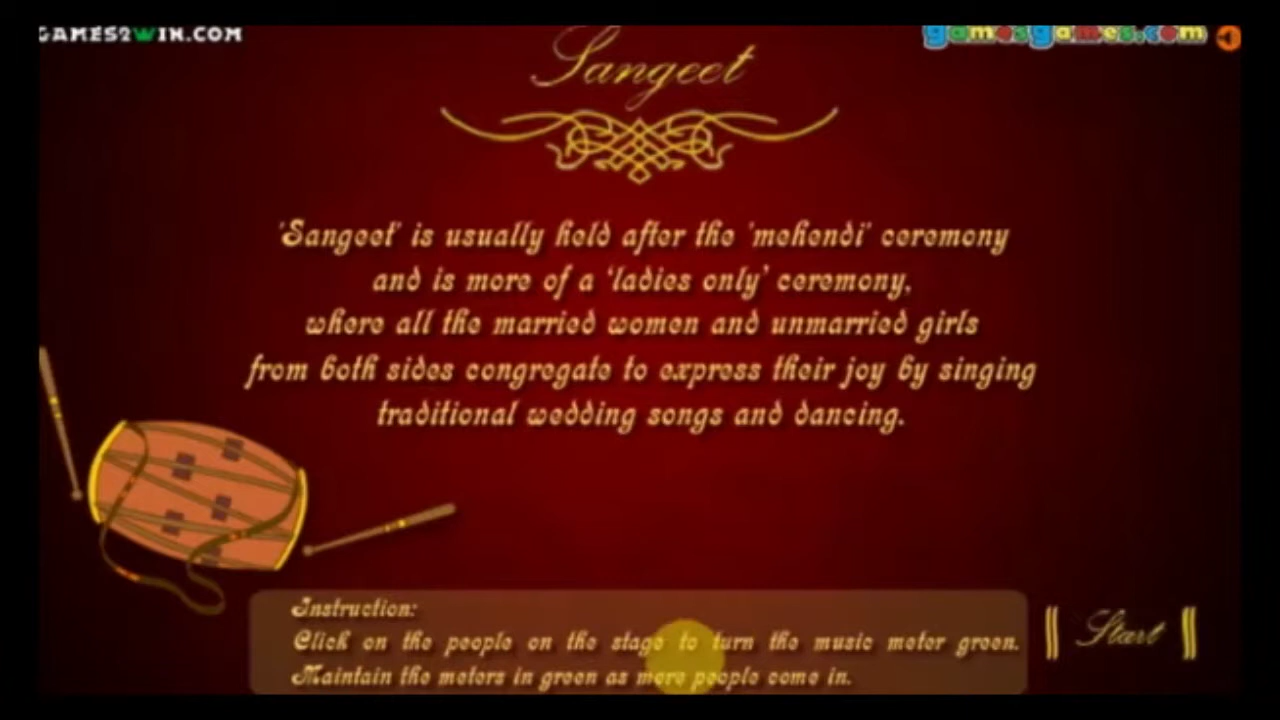 GAMES2WIN.COM
gamesgames.com
Sangeet
'Sangeet' is usually held after the 'mehendi' ceremony
and is more of a 'ladies only' ceremony,
where all the married women and unmarried girls
from both sides congregate to express their joy by singing
traditional wedding songs and dancing.
Instruction:
Click on the people on the stage to turn the music meter green.
Maintain the meters in green as more people come in.
Start